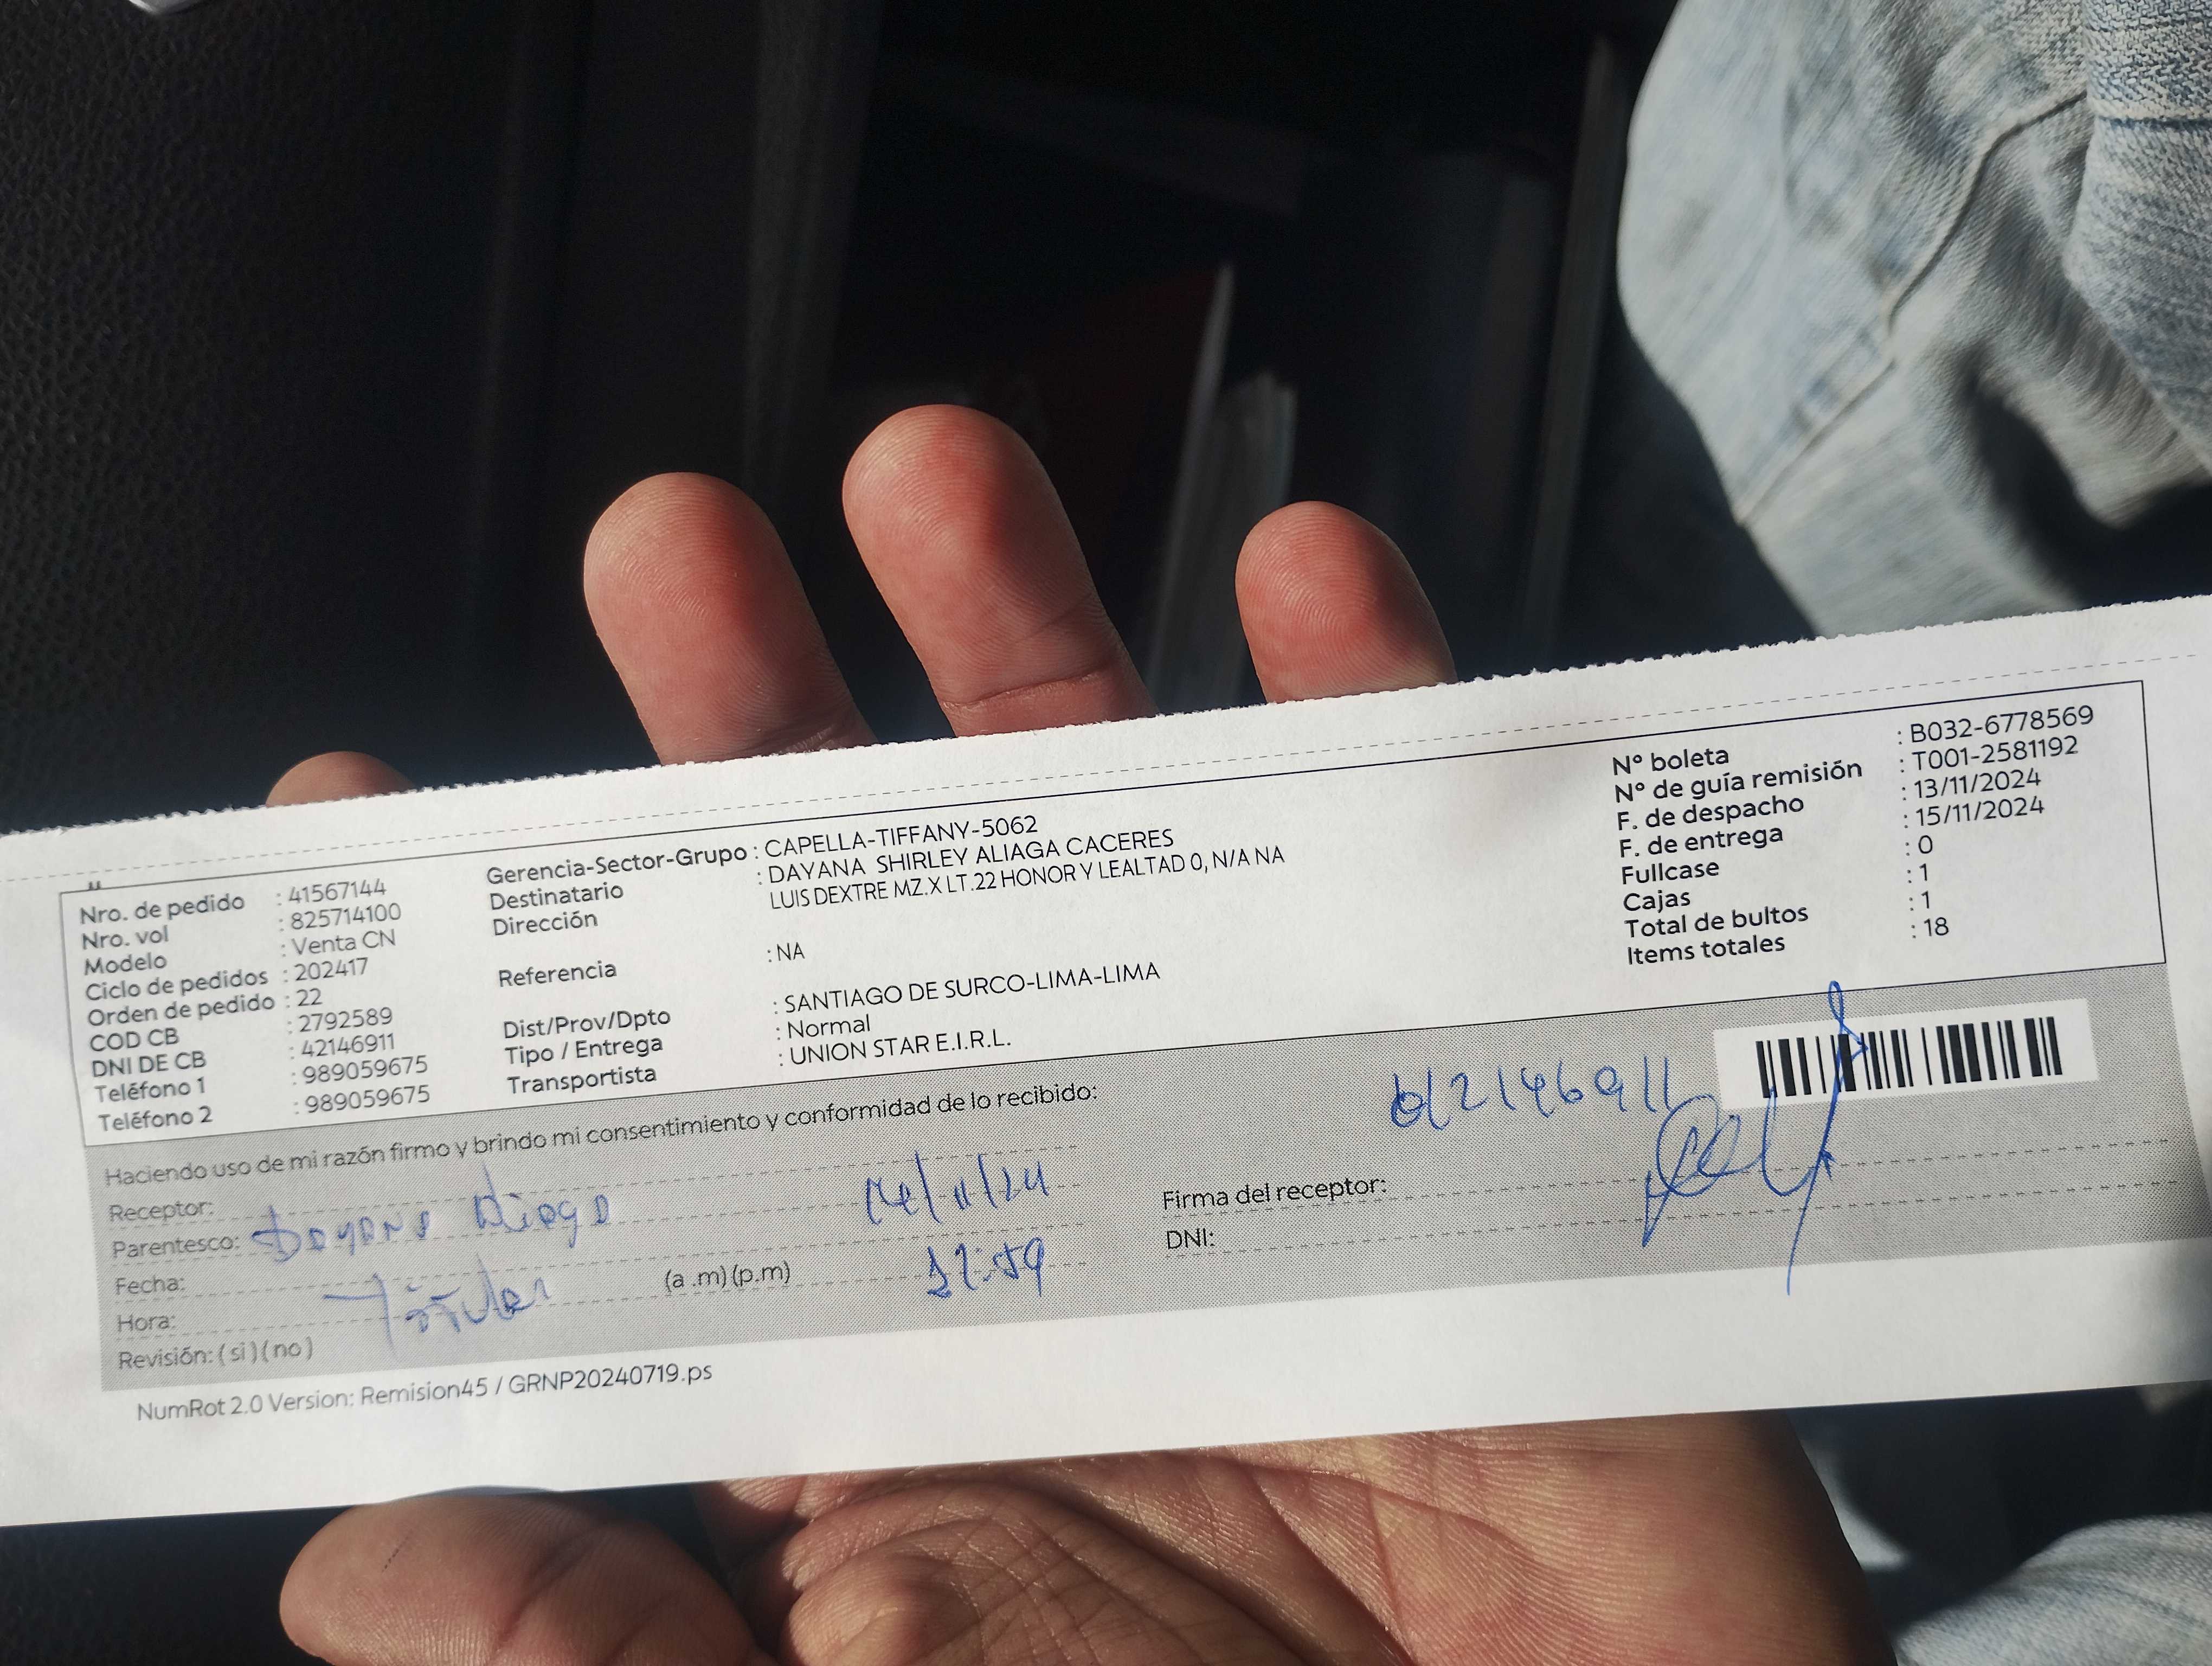 Nro. de pedido : 41567144
Nro. vol : 825714100
Modelo : Venta CN
Ciclo de pedidos : 202417
Orden de pedido : 22
COD CB : 2792589
DNI DE CB : 42146911
Teléfono 1 : 989059675
Teléfono 2 : 989059675
Gerencia-Sector-Grupo : CAPELLA-TIFFANY-5062
Destinatario : DAYANA SHIRLEY ALIAGA CACERES
Dirección LUIS DEXTRE MZ.X LT.22 HONOR Y LEALTAD 0, N/A NA
Referencia : NA
Dist/Prov/Dpto : SANTIAGO DE SURCO-LIMA-LIMA
Tipo / Entrega : Normal
Transportista : UNION STAR E.I.R.L.
N° boleta : B032-6778569
N° de guía remisión : T001-2581192
F. de despacho : 13/11/2024
F. de entrega : 15/11/2024
Fullcase : 0
Cajas : 1
Total de bultos : 1
Items totales : 18
Haciendo uso de mi razón firmo y brindo mi consentimiento y conformidad de lo recibido:
Receptor:
Parentesco:
Fecha: 14/11/24
Hora: (a .m) (p.m)
Revisión: ( si ) ( no )
Firma del receptor:
DNI: 42146911
NumRot 2.0 Version: Remision45 / GRNP20240719.ps